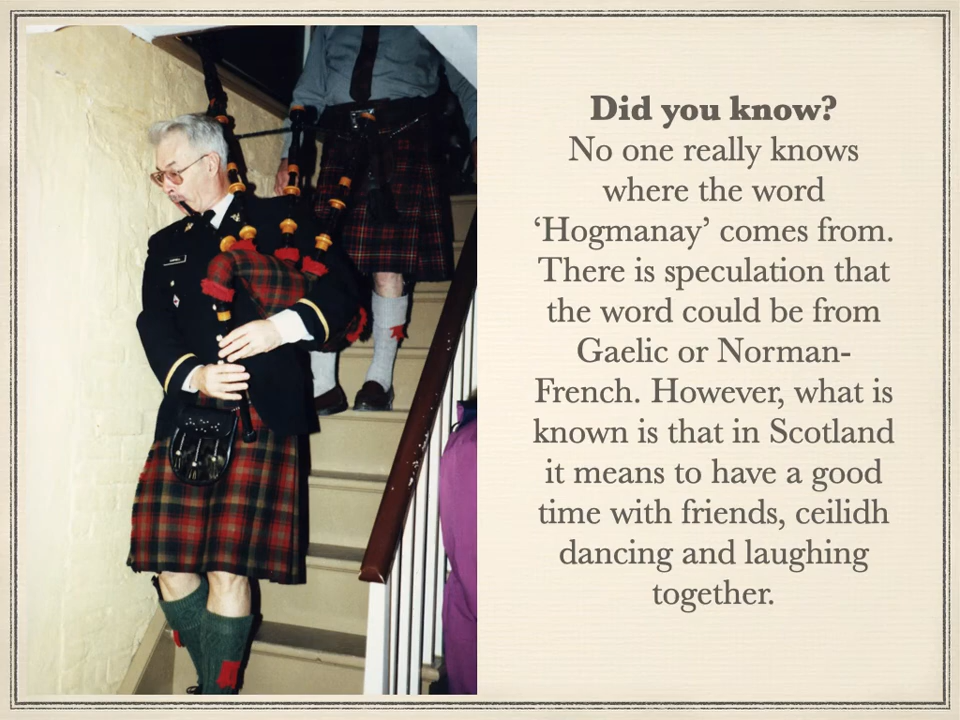 Did you know?
No one really knows
where the word
‘Hogmanay’ comes from.
There is speculation that
the word could be from
Gaelic or Norman-
French. However, what is
known is that in Scotland
it means to have a good
time with friends, ceilidh
dancing and laughing
together.